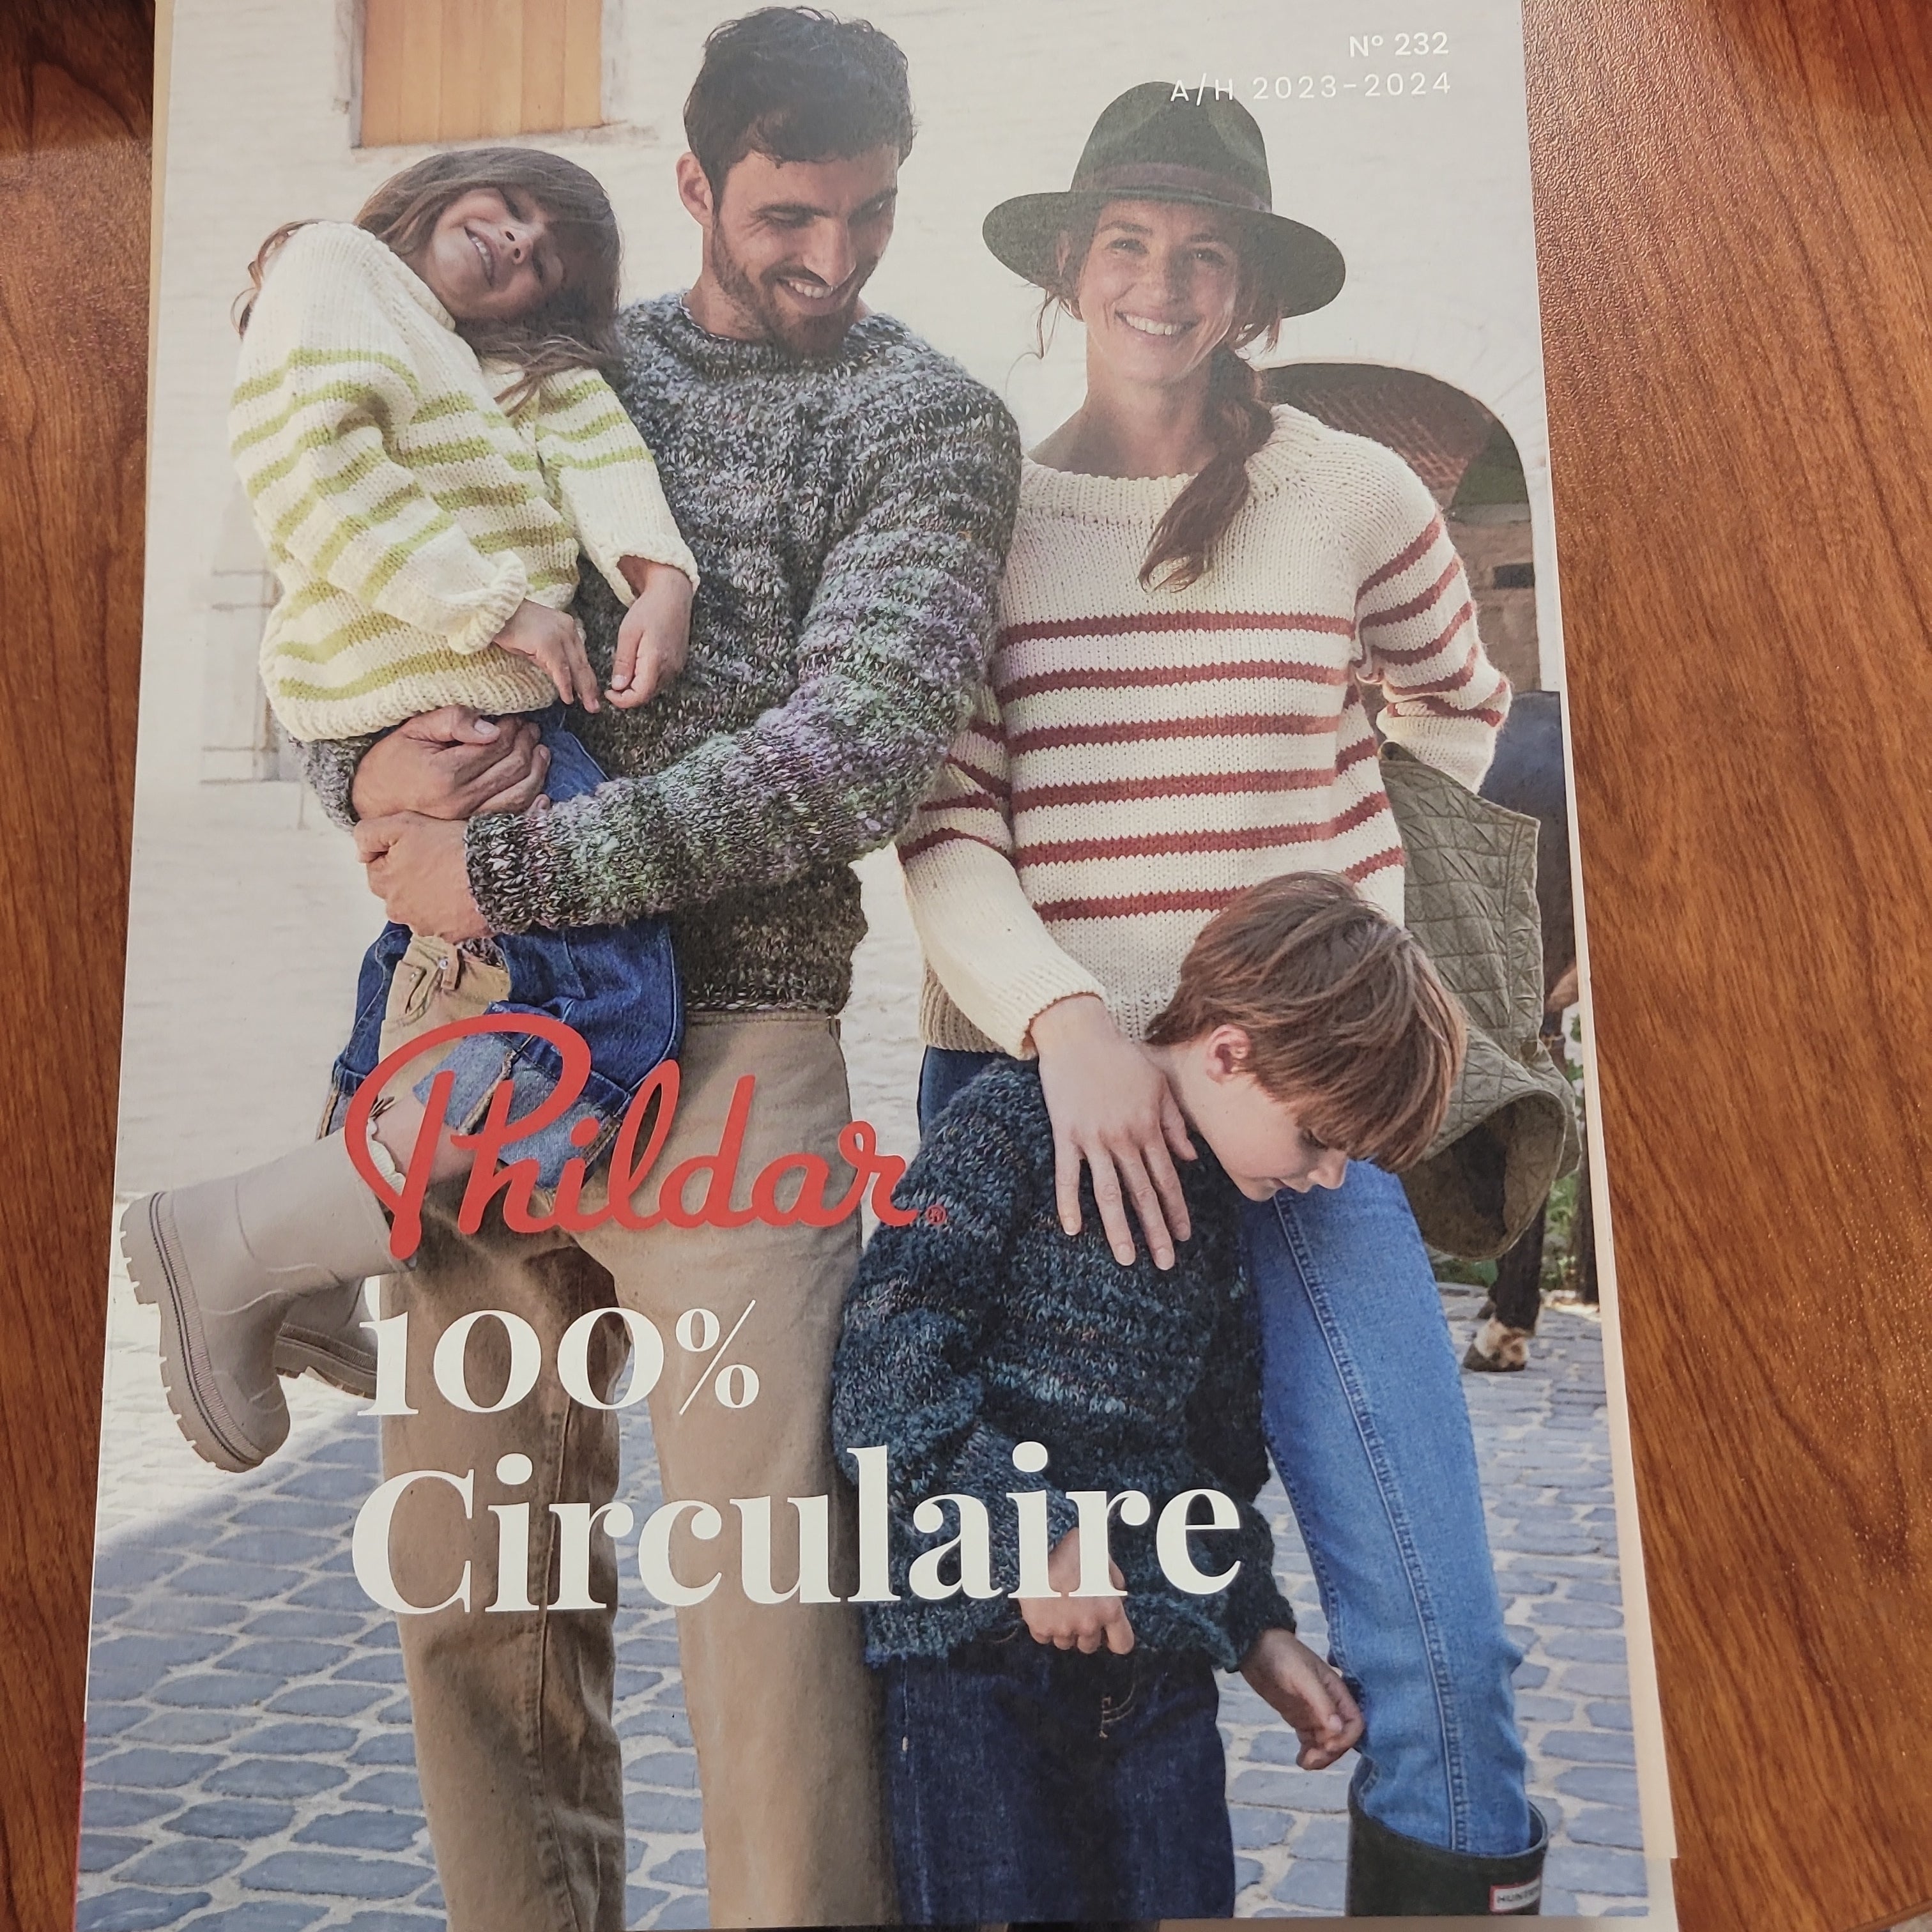 N° 232
A/H 2023-2024
Phildar®
100%
Circulaire